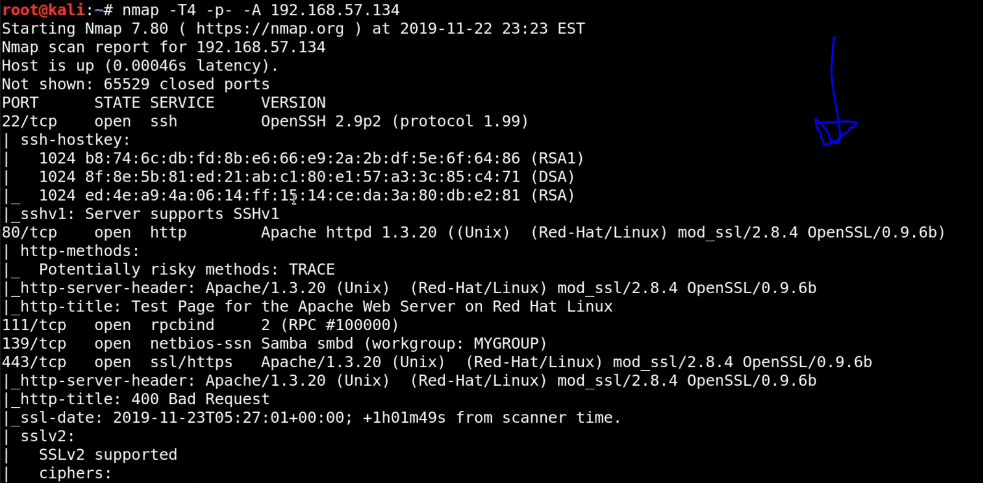 root@kali:~# nmap -T4 -p- -A 192.168.57.134
Starting Nmap 7.80 ( https://nmap.org ) at 2019-11-22 23:23 EST
Nmap scan report for 192.168.57.134
Host is up (0.00046s latency).
Not shown: 65529 closed ports
PORT    STATE SERVICE     VERSION
22/tcp    open  ssh         OpenSSH 2.9p2 (protocol 1.99)
| ssh-hostkey:
|   1024 b8:74:6c:db:fd:8b:e6:66:e9:2a:2b:df:5e:6f:64:86 (RSA1)
|   1024 8f:8e:5b:81:ed:21:ab:c1:80:e1:57:a3:3c:85:c4:71 (DSA)
|_  1024 ed:4e:a9:4a:06:14:ff:15:14:ce:da:3a:80:db:e2:81 (RSA)
|_sshv1: Server supports SSHv1
80/tcp    open  http        Apache httpd 1.3.20 ((Unix)  (Red-Hat/Linux) mod_ssl/2.8.4 OpenSSL/0.9.6b)
| http-methods:
|_  Potentially risky methods: TRACE
|_http-server-header: Apache/1.3.20 (Unix)  (Red-Hat/Linux) mod_ssl/2.8.4 OpenSSL/0.9.6b
|_http-title: Test Page for the Apache Web Server on Red Hat Linux
111/tcp   open  rpcbind     2 (RPC #100000)
139/tcp   open  netbios-ssn Samba smbd (workgroup: MYGROUP)
443/tcp   open  ssl/https   Apache/1.3.20 (Unix)  (Red-Hat/Linux) mod_ssl/2.8.4 OpenSSL/0.9.6b
|_http-server-header: Apache/1.3.20 (Unix)  (Red-Hat/Linux) mod_ssl/2.8.4 OpenSSL/0.9.6b
|_http-title: 400 Bad Request
|_ssl-date: 2019-11-23T05:27:01+00:00; +1h01m49s from scanner time.
| sslv2:
|   SSLv2 supported
|   ciphers: